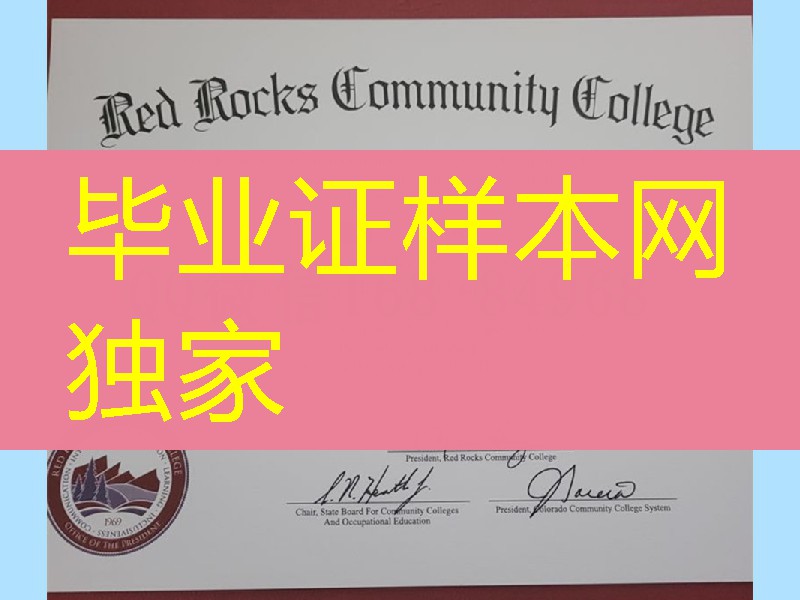 Red Rocks Community College
毕业证样本网
独家
President, Red Rocks Community College
Chair, State Board For Community Colleges
And Occupational Education
President, Colorado Community College System
1969
OFFICE OF THE PRESIDENT